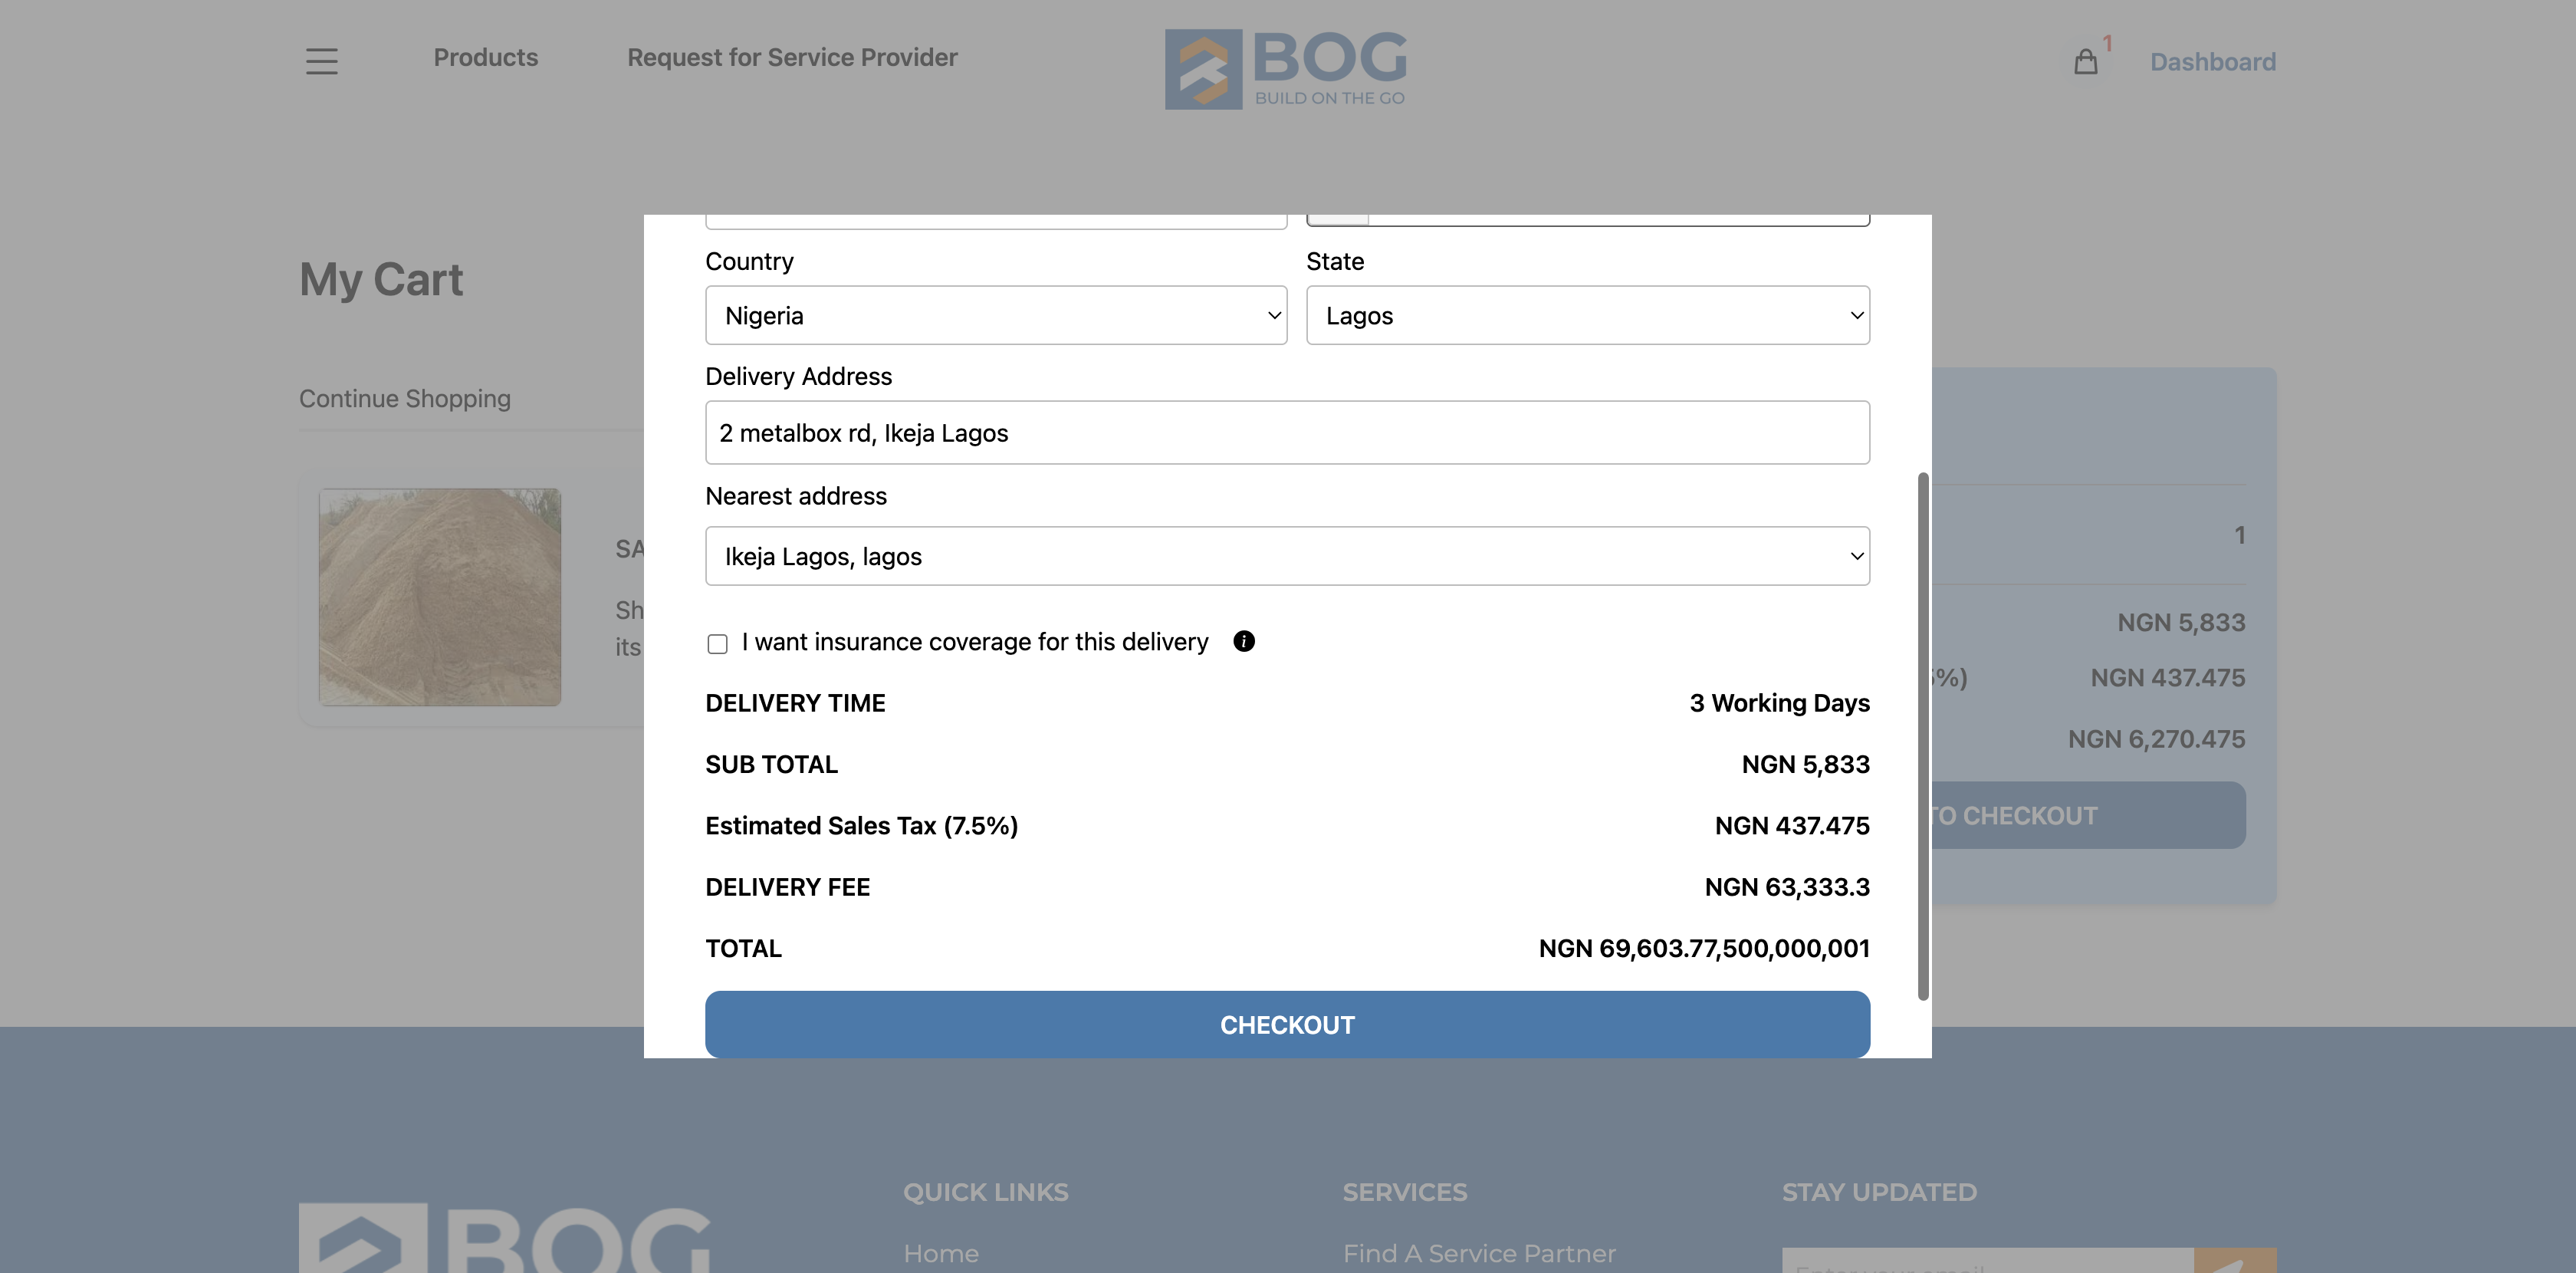 Products
Request for Service Provider
BOG
BUILD ON THE GO
1
Dashboard
My Cart
Continue Shopping
SA
Sh
its
Country
State
Nigeria
Lagos
Delivery Address
2 metalbox rd, Ikeja Lagos
Nearest address
Ikeja Lagos, lagos
I want insurance coverage for this delivery
DELIVERY TIME
3 Working Days
SUB TOTAL
NGN 5,833
Estimated Sales Tax (7.5%)
NGN 437.475
DELIVERY FEE
NGN 63,333.3
TOTAL
NGN 69,603.77,500,000,001
CHECKOUT
1
NGN 5,833
%)
NGN 437.475
NGN 6,270.475
TO CHECKOUT
BOG
QUICK LINKS
Home
SERVICES
Find A Service Partner
STAY UPDATED
Enter your email